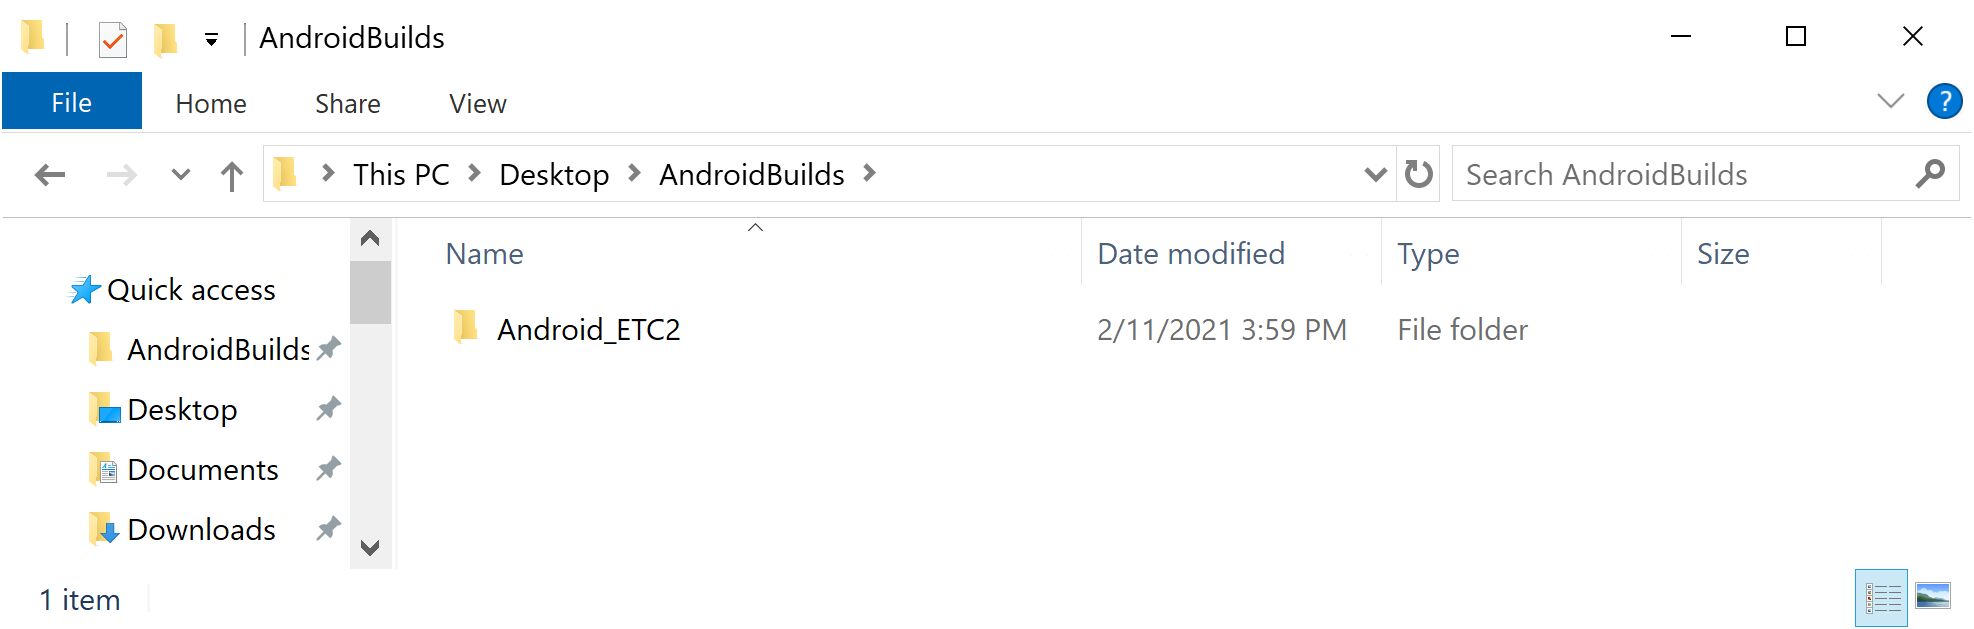 AndroidBuilds
File Home Share View ?
This PC Desktop AndroidBuilds Search AndroidBuilds
Name Date modified Type Size
Quick access
Android_ETC2 2/11/2021 3:59 PM File folder
AndroidBuilds
Desktop
Documents
Downloads
1 item